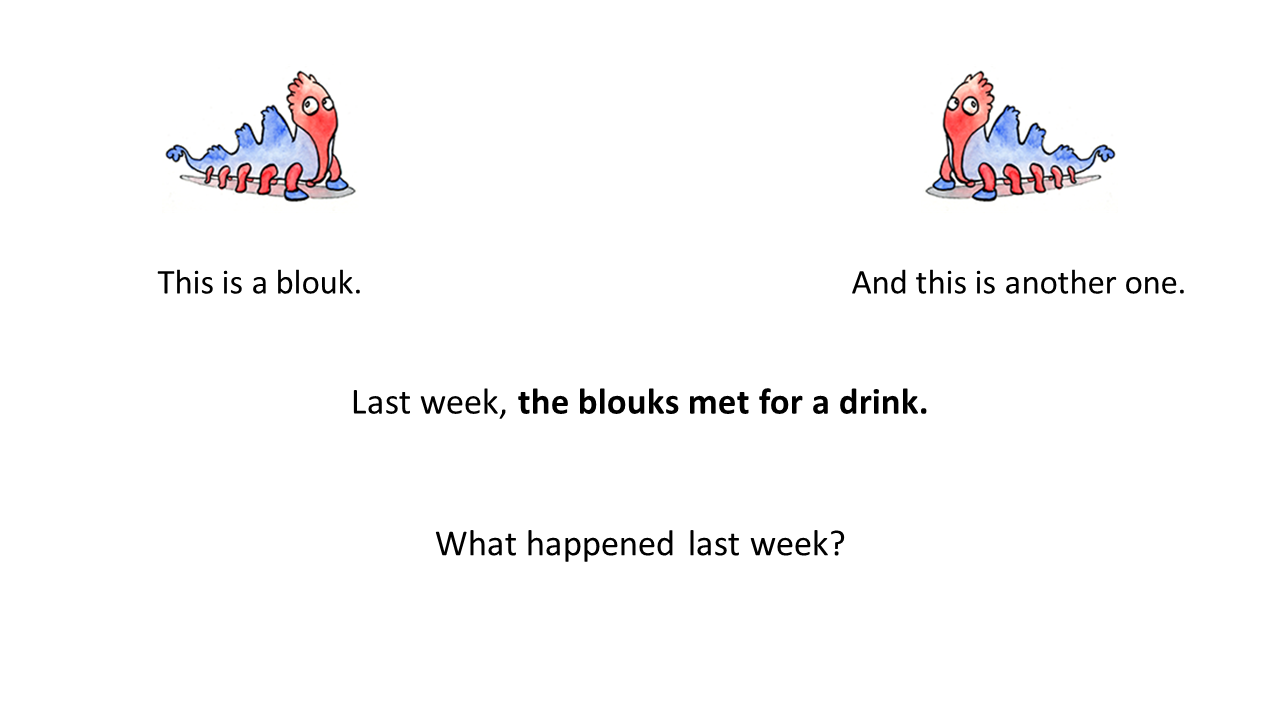 This is a blouk.
And this is another one.
Last week, the blouks met for a drink.
What happened last week?